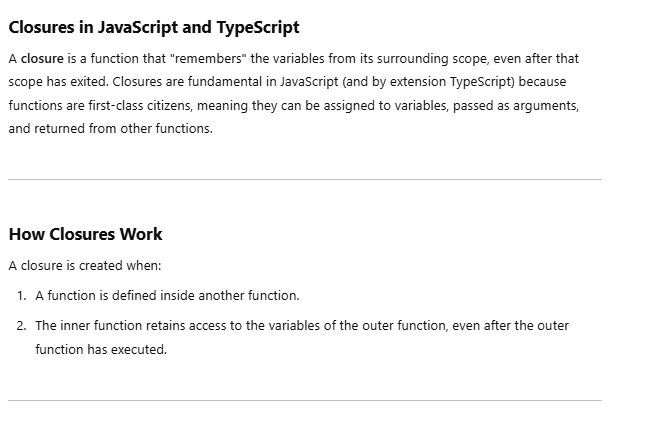 Closures in JavaScript and TypeScript
A closure is a function that "remembers" the variables from its surrounding scope, even after that
scope has exited. Closures are fundamental in JavaScript (and by extension TypeScript) because
functions are first-class citizens, meaning they can be assigned to variables, passed as arguments,
and returned from other functions.
How Closures Work
A closure is created when:
1. A function is defined inside another function.
2. The inner function retains access to the variables of the outer function, even after the outer
function has executed.